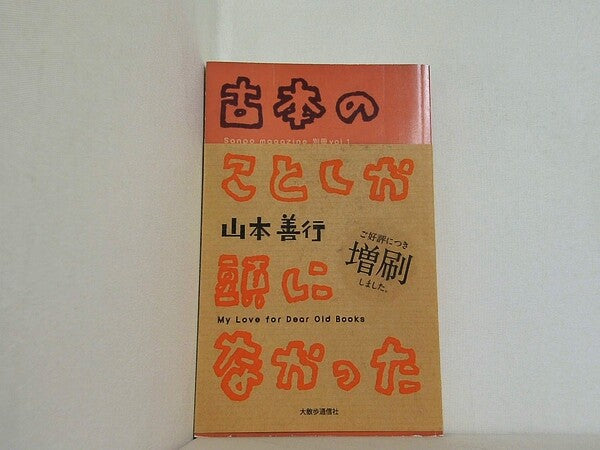 古本の
Sanpo magazine 別冊vol.1
ことしか
山本善行
ご好評につき
増刷
しました。
頭に
My Love for Dear Old Books
なかった
大散歩通信社